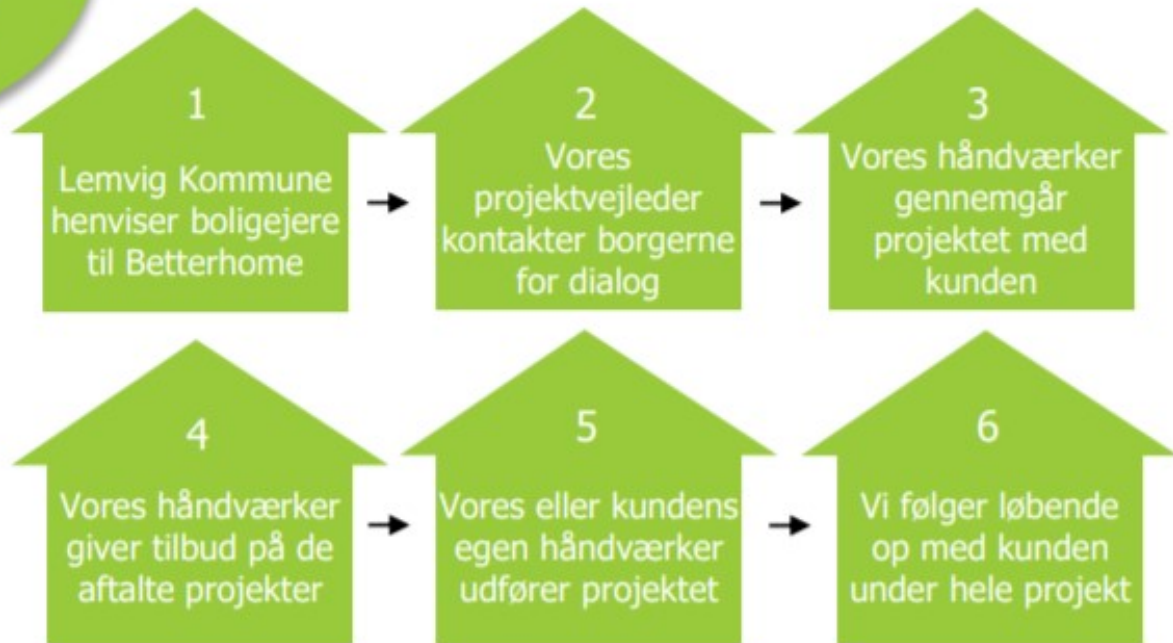 1
Lemvig Kommune
henviser boligejere
til Betterhome
2
Vores
projektvejleder
kontakter borgerne
for dialog
3
Vores håndværker
gennemgår
projektet med
kunden
4
Vores håndværker
giver tilbud på de
aftalte projekter
5
Vores eller kundens
egen håndværker
udfører projektet
6
Vi følger løbende
op med kunden
under hele projekt